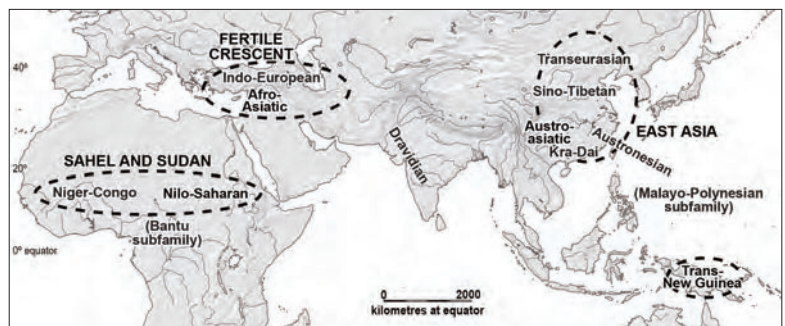 FERTILE
CRESCENT
Indo-European
Afro-
Asiatic
40°
Transeurasian
Sino-Tibetan
Austro-
asiatic
Kra-Dai
Austronesian
EAST ASIA
Dravidian
20°
SAHEL AND SUDAN
Niger-Congo
Nilo-Saharan
(Bantu
subfamily)
(Malayo-Polynesian
subfamily)
0° equator
Trans-
New Guinea
0 2000
kilometres at equator